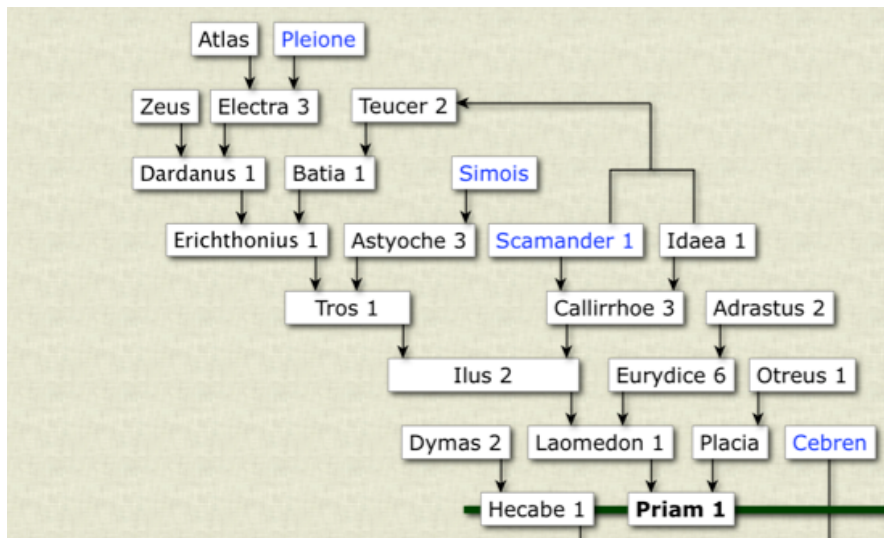 Atlas
Pleione
Zeus
Electra 3
Teucer 2
Dardanus 1
Batia 1
Simois
Erichthonius 1
Astyoche 3
Scamander 1
Idaea 1
Tros 1
Callirrhoe 3
Adrastus 2
Ilus 2
Eurydice 6
Otreus 1
Dymas 2
Laomedon 1
Placia
Cebren
Hecabe 1
Priam 1